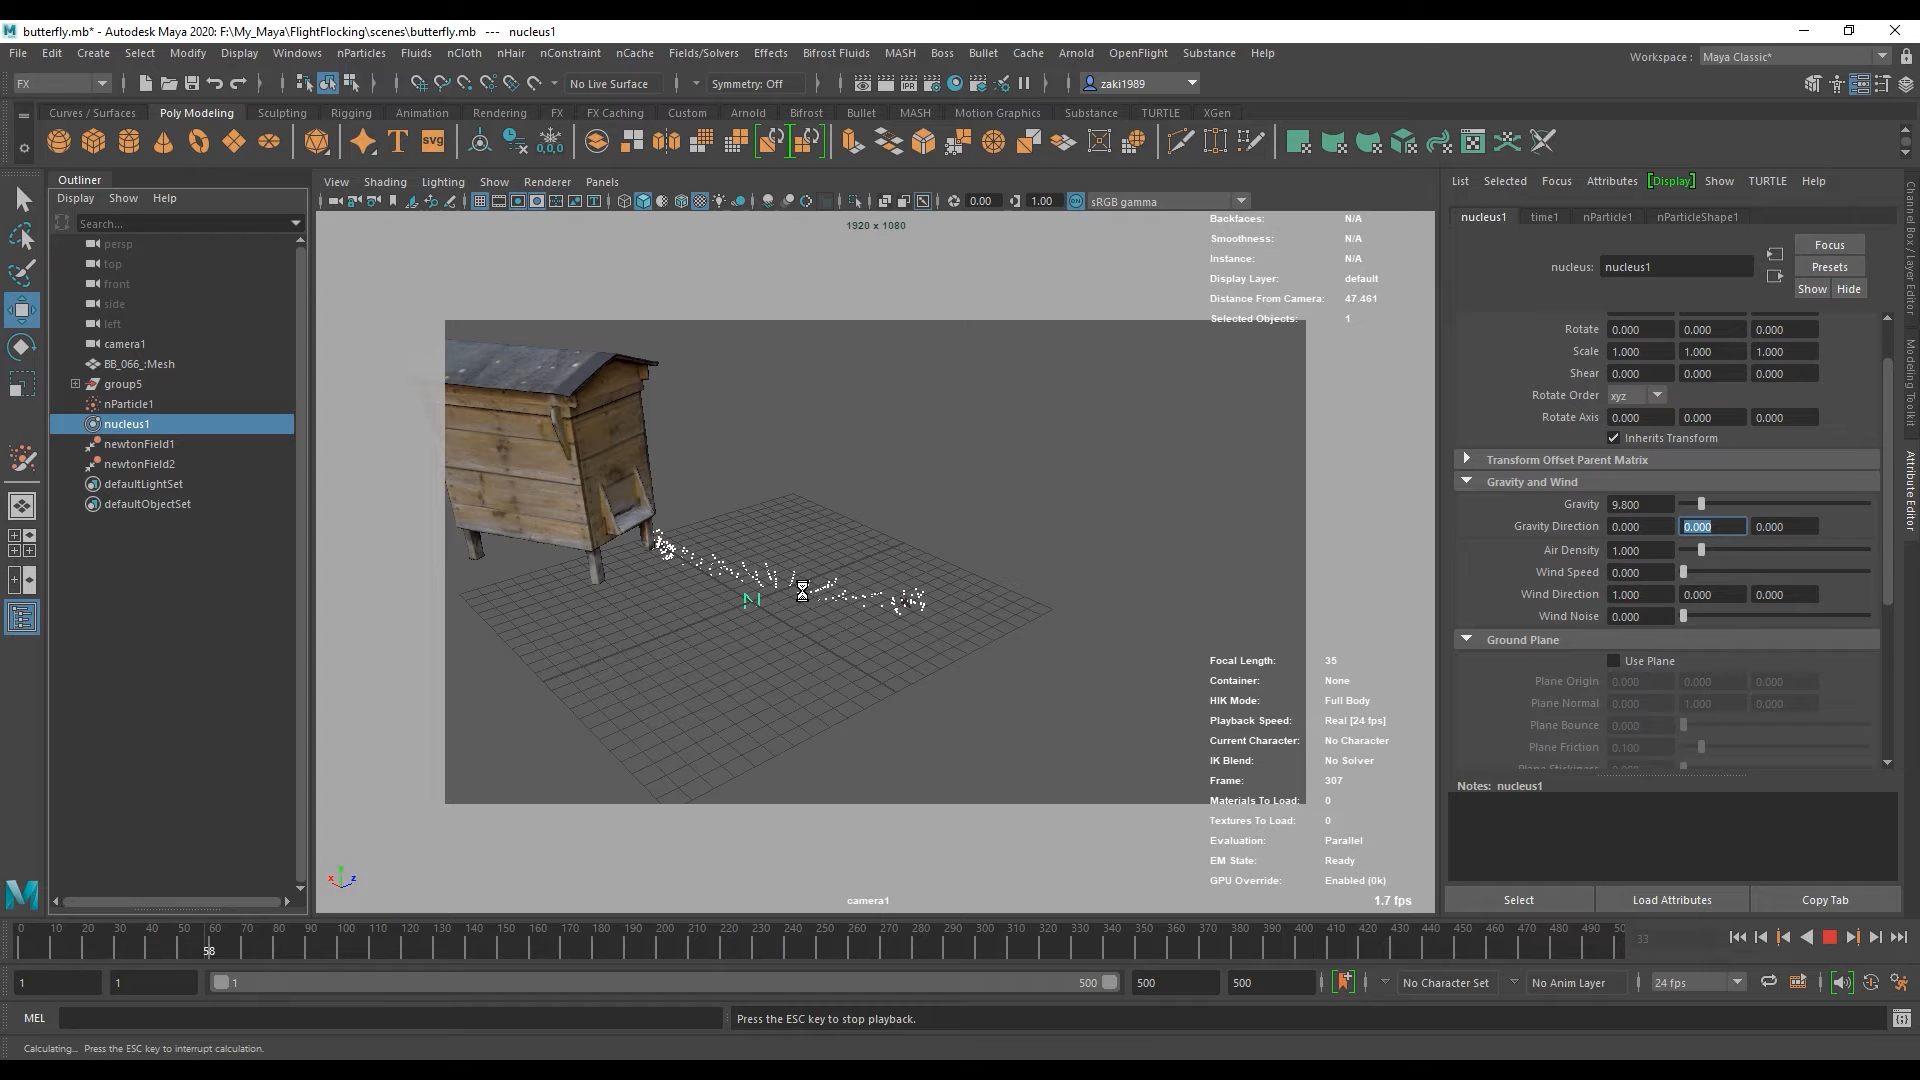 butterfly.mb* - Autodesk Maya 2020: F:\My_Maya\FlightFlocking\scenes\butterfly.mb   ---   nucleus1
File Edit Create Select Modify Display Windows nParticles Fluids nCloth nHair nConstraint nCache Fields/Solvers Effects Bifrost Fluids MASH Boss Bullet Cache Arnold OpenFlight Substance Help
Workspace : Maya Classic*
FX No Live Surface Symmetry: Off zaki1989
Curves / Surfaces Poly Modeling Sculpting Rigging Animation Rendering FX FX Caching Custom Arnold Bifrost Bullet MASH Motion Graphics Substance TURTLE XGen
T SVG 0,0,0
Outliner
Display Show Help
Search...
persp
top
front
side
left
camera1
BB_066_:Mesh
group5
nParticle1
nucleus1
newtonField1
newtonField2
defaultLightSet
defaultObjectSet
View Shading Lighting Show Renderer Panels
0.00 1.00 sRGB gamma
1920 x 1080
Backfaces: N/A
Smoothness: N/A
Instance: N/A
Display Layer: default
Distance From Camera: 47.461
Selected Objects: 1
N
Focal Length: 35
Container: None
HIK Mode: Full Body
Playback Speed: Real [24 fps]
Current Character: No Character
IK Blend: No Solver
Frame: 307
Materials To Load: 0
Textures To Load: 0
Evaluation: Parallel
EM State: Ready
GPU Override: Enabled (0k)
x y z
camera1
1.7 fps
List Selected Focus Attributes [Display] Show TURTLE Help
nucleus1 time1 nParticle1 nParticleShape1
nucleus: nucleus1
Focus
Presets
Show Hide
Rotate 0.000 0.000 0.000
Scale 1.000 1.000 1.000
Shear 0.000 0.000 0.000
Rotate Order xyz
Rotate Axis 0.000 0.000 0.000
Inherits Transform
Transform Offset Parent Matrix
Gravity and Wind
Gravity 9.800
Gravity Direction 0.000 0.000 0.000
Air Density 1.000
Wind Speed 0.000
Wind Direction 1.000 0.000 0.000
Wind Noise 0.000
Ground Plane
Use Plane
Plane Origin 0.000 0.000 0.000
Plane Normal 0.000 1.000 0.000
Plane Bounce 0.000
Plane Friction 0.100
Plane Stickiness 0.000
Notes: nucleus1
Select Load Attributes Copy Tab
Channel Box / Layer Editor
Modeling Toolkit
Attribute Editor
0 10 20 30 40 50 60 70 80 90 100 110 120 130 140 150 160 170 180 190 200 210 220 230 240 250 260 270 280 290 300 310 320 330 340 350 360 370 380 390 400 410 420 430 440 450 460 470 480 490 50
58
33
1 1 1 500 500 500 No Character Set No Anim Layer 24 fps
MEL Press the ESC key to stop playback.
Calculating... Press the ESC key to interrupt calculation.